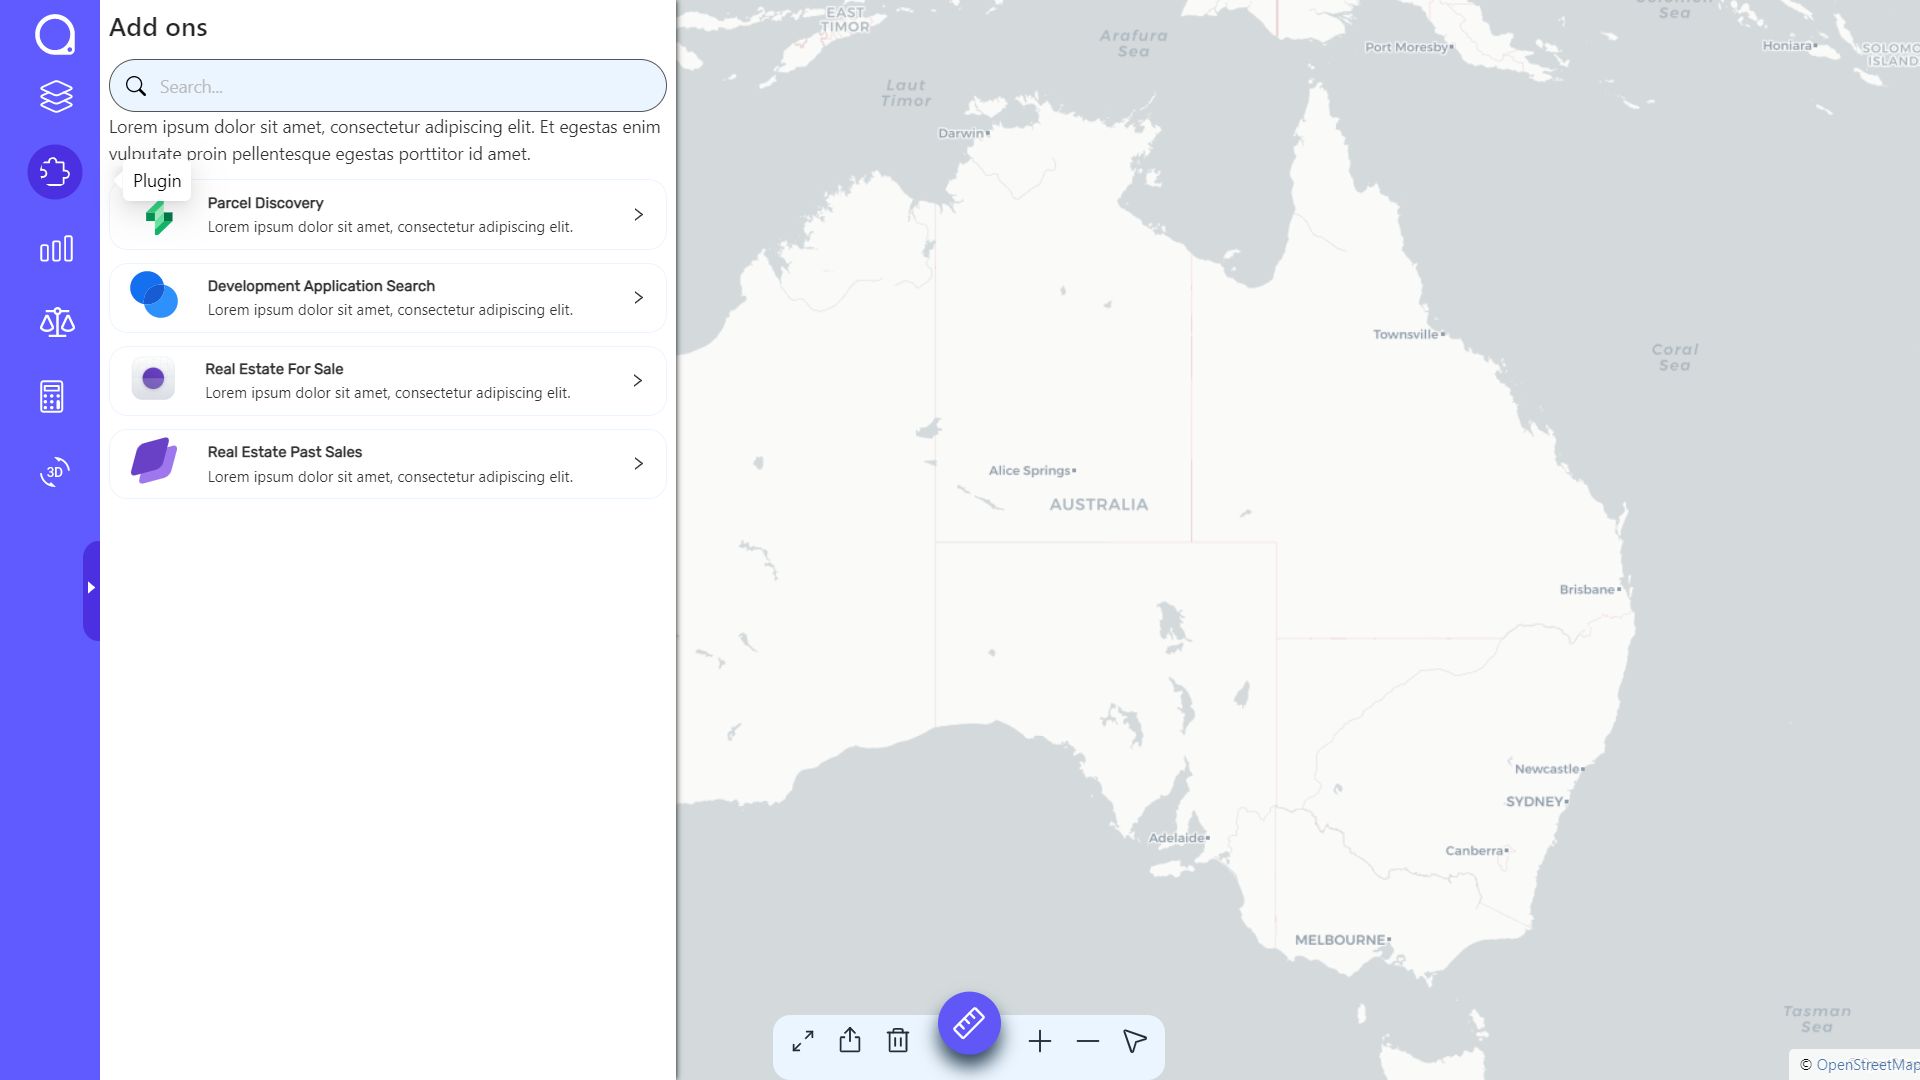 Add ons
Search...
Lorem ipsum dolor sit amet, consectetur adipiscing elit. Et egestas enim
vulputate proin pellentesque egestas porttitor id amet.
Plugin
Parcel Discovery
Lorem ipsum dolor sit amet, consectetur adipiscing elit.
Development Application Search
Lorem ipsum dolor sit amet, consectetur adipiscing elit.
Real Estate For Sale
Lorem ipsum dolor sit amet, consectetur adipiscing elit.
Real Estate Past Sales
Lorem ipsum dolor sit amet, consectetur adipiscing elit.
3D
EAST
TIMOR
Arafura
Sea
Laut
Timor
Darwin
Port Moresby
Solomon
Sea
Honiara
SOLOMO
ISLAND
Townsville
Coral
Sea
Alice Springs
AUSTRALIA
Brisbane
Newcastle
SYDNEY
Adelaide
Canberra
MELBOURNE
Tasman
Sea
© OpenStreetMap